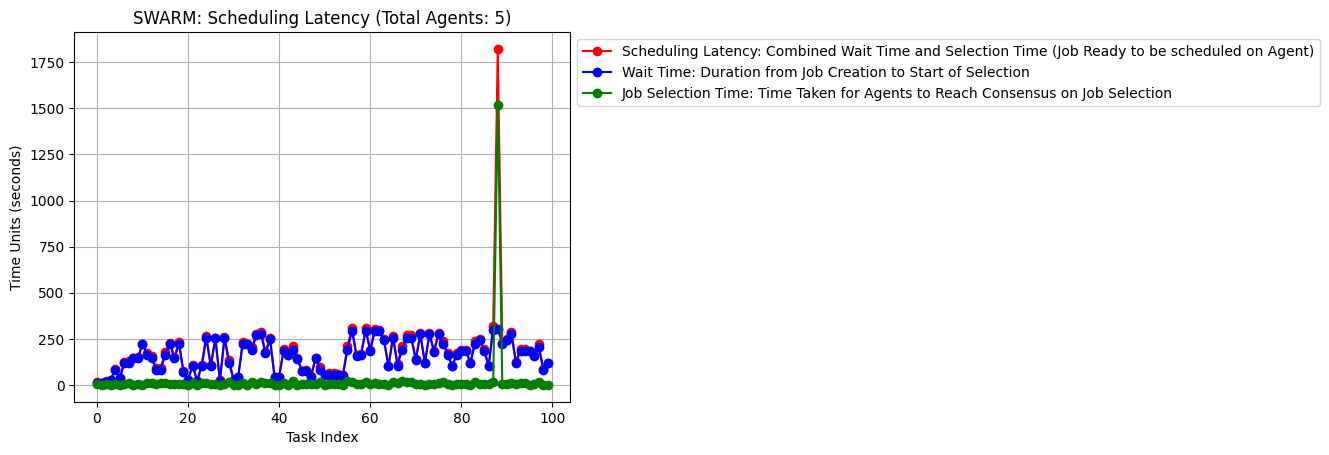 SWARM: Scheduling Latency (Total Agents: 5)
Scheduling Latency: Combined Wait Time and Selection Time (Job Ready to be scheduled on Agent)
Wait Time: Duration from Job Creation to Start of Selection
Job Selection Time: Time Taken for Agents to Reach Consensus on Job Selection
Time Units (seconds)
1750
1500
1250
1000
750
500
250
0
0 20 40 60 80 100
Task Index